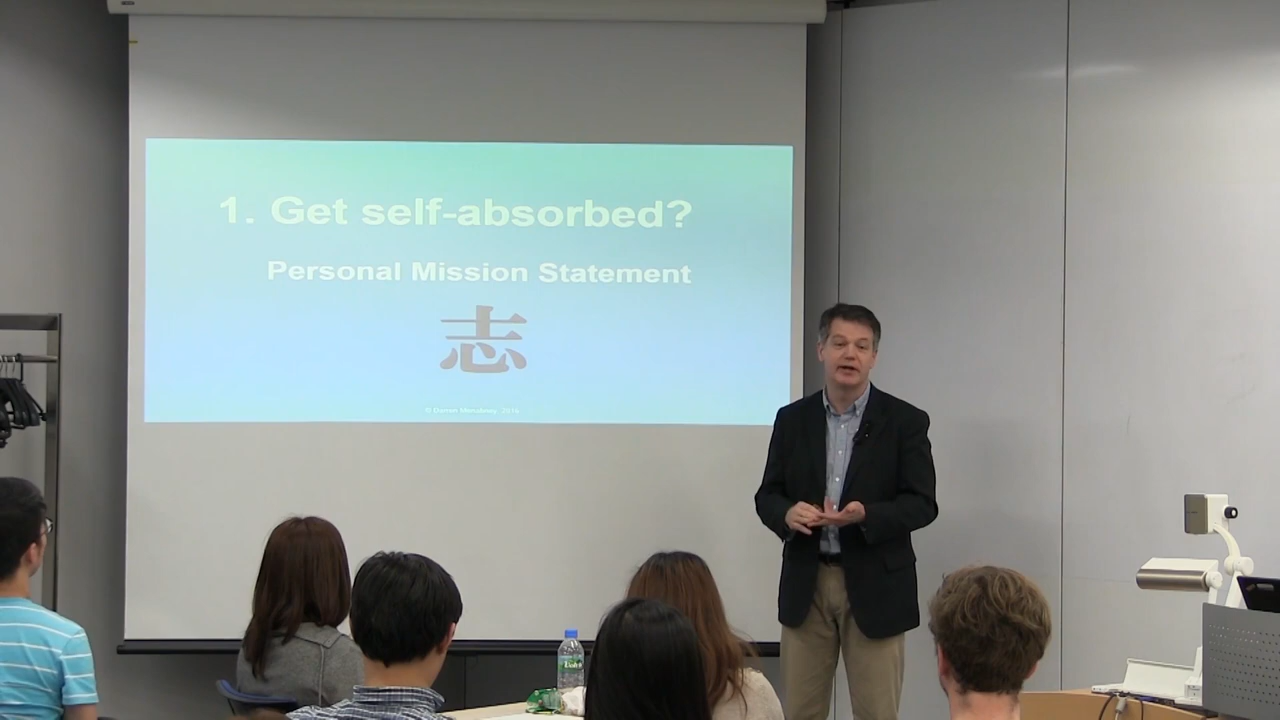 1. Get self-absorbed?
Personal Mission Statement
志